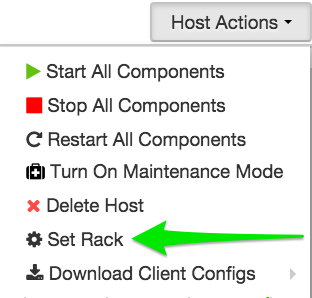 Host Actions
Start All Components
Stop All Components
Restart All Components
Turn On Maintenance Mode
Delete Host
Set Rack
Download Client Configs